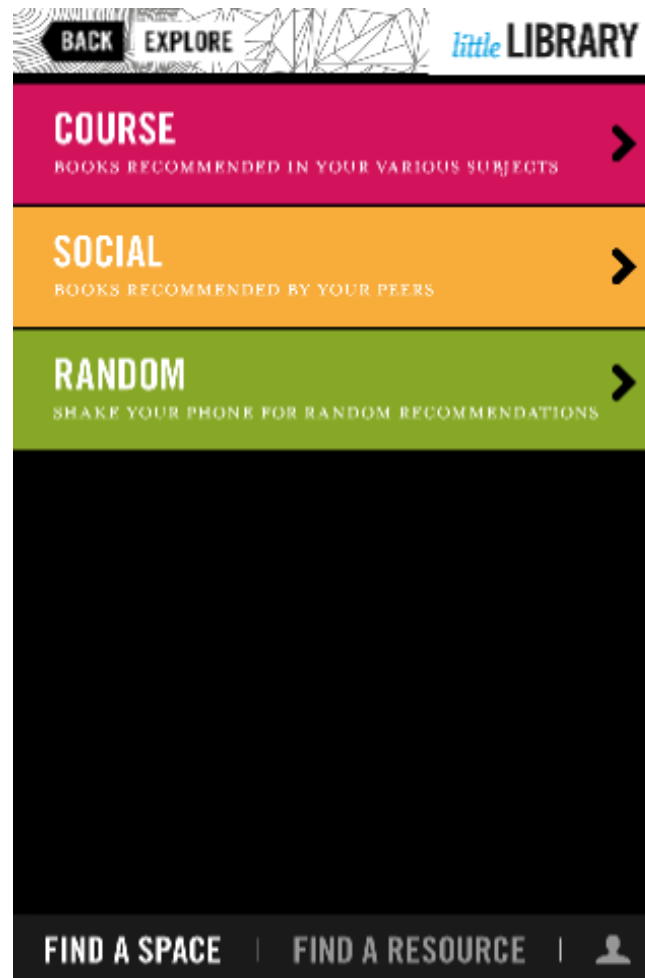 BACK EXPLORE little LIBRARY
COURSE
BOOKS RECOMMENDED IN YOUR VARIOUS SUBJECTS
SOCIAL
BOOKS RECOMMENDED BY YOUR PEERS
RANDOM
SHAKE YOUR PHONE FOR RANDOM RECOMMENDATIONS
FIND A SPACE | FIND A RESOURCE |